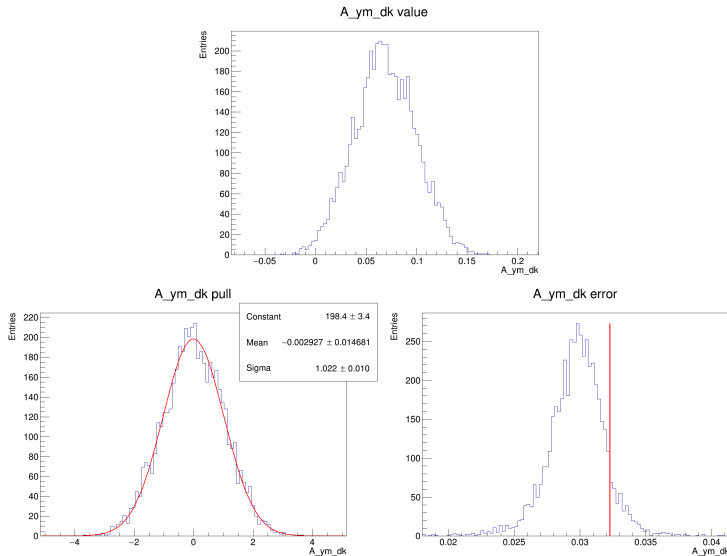 A_ym_dk value
Entries
200
180
160
140
120
100
80
60
40
20
0
−0.05 0 0.05 0.1 0.15 0.2
A_ym_dk
A_ym_dk pull
Entries
220
200
180
160
140
120
100
80
60
40
20
0
−4 −2 0 2 4
A_ym_dk
Constant 198.4 ± 3.4
Mean −0.002927 ± 0.014681
Sigma 1.022 ± 0.010
A_ym_dk error
Entries
250
200
150
100
50
0
0.02 0.025 0.03 0.035 0.04
A_ym_dk